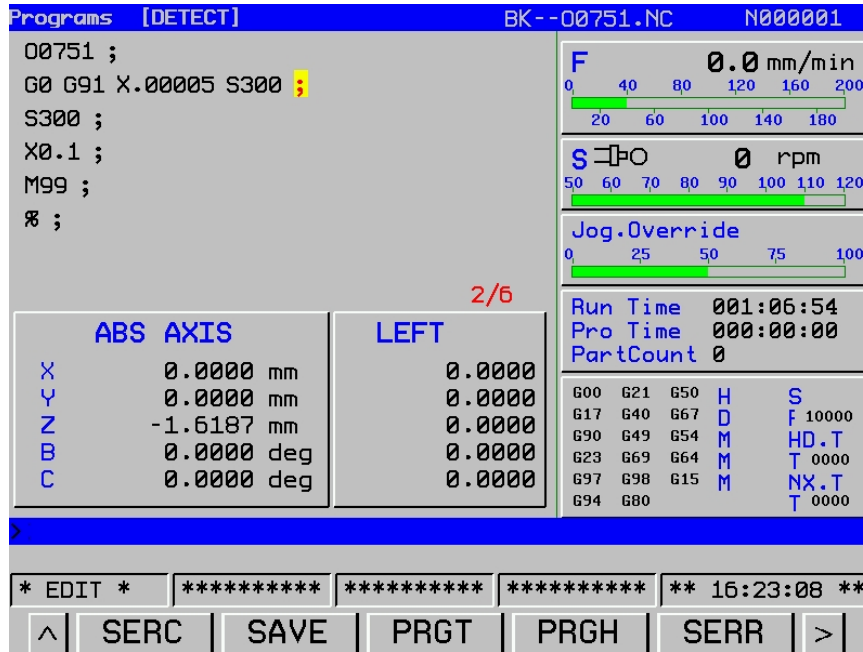 Programs [DETECT] BK--O0751.NC N000001
O0751 ;
G0 G91 X.00005 S300 ;
S300 ;
X0.1 ;
M99 ;
% ;
2/6
F 0.0 mm/min
0 40 80 120 160 200
20 60 100 140 180
S 0 rpm
50 60 70 80 90 100 110 120
Jog.Override
0 25 50 75 100
Run Time 001:06:54
Pro Time 000:00:00
PartCount 0
ABS AXIS LEFT
X 0.0000 mm 0.0000
Y 0.0000 mm 0.0000
Z -1.6187 mm 0.0000
B 0.0000 deg 0.0000
C 0.0000 deg 0.0000
G00 G21 G50 H S
G17 G40 G67 D F 10000
G90 G49 G54 M HD.T
G23 G69 G64 M T 0000
G97 G98 G15 M NX.T
G94 G80 T 0000
>
* EDIT * ********** ********** ********** ** 16:23:08 **
^ SERC SAVE PRGT PRGH SERR >